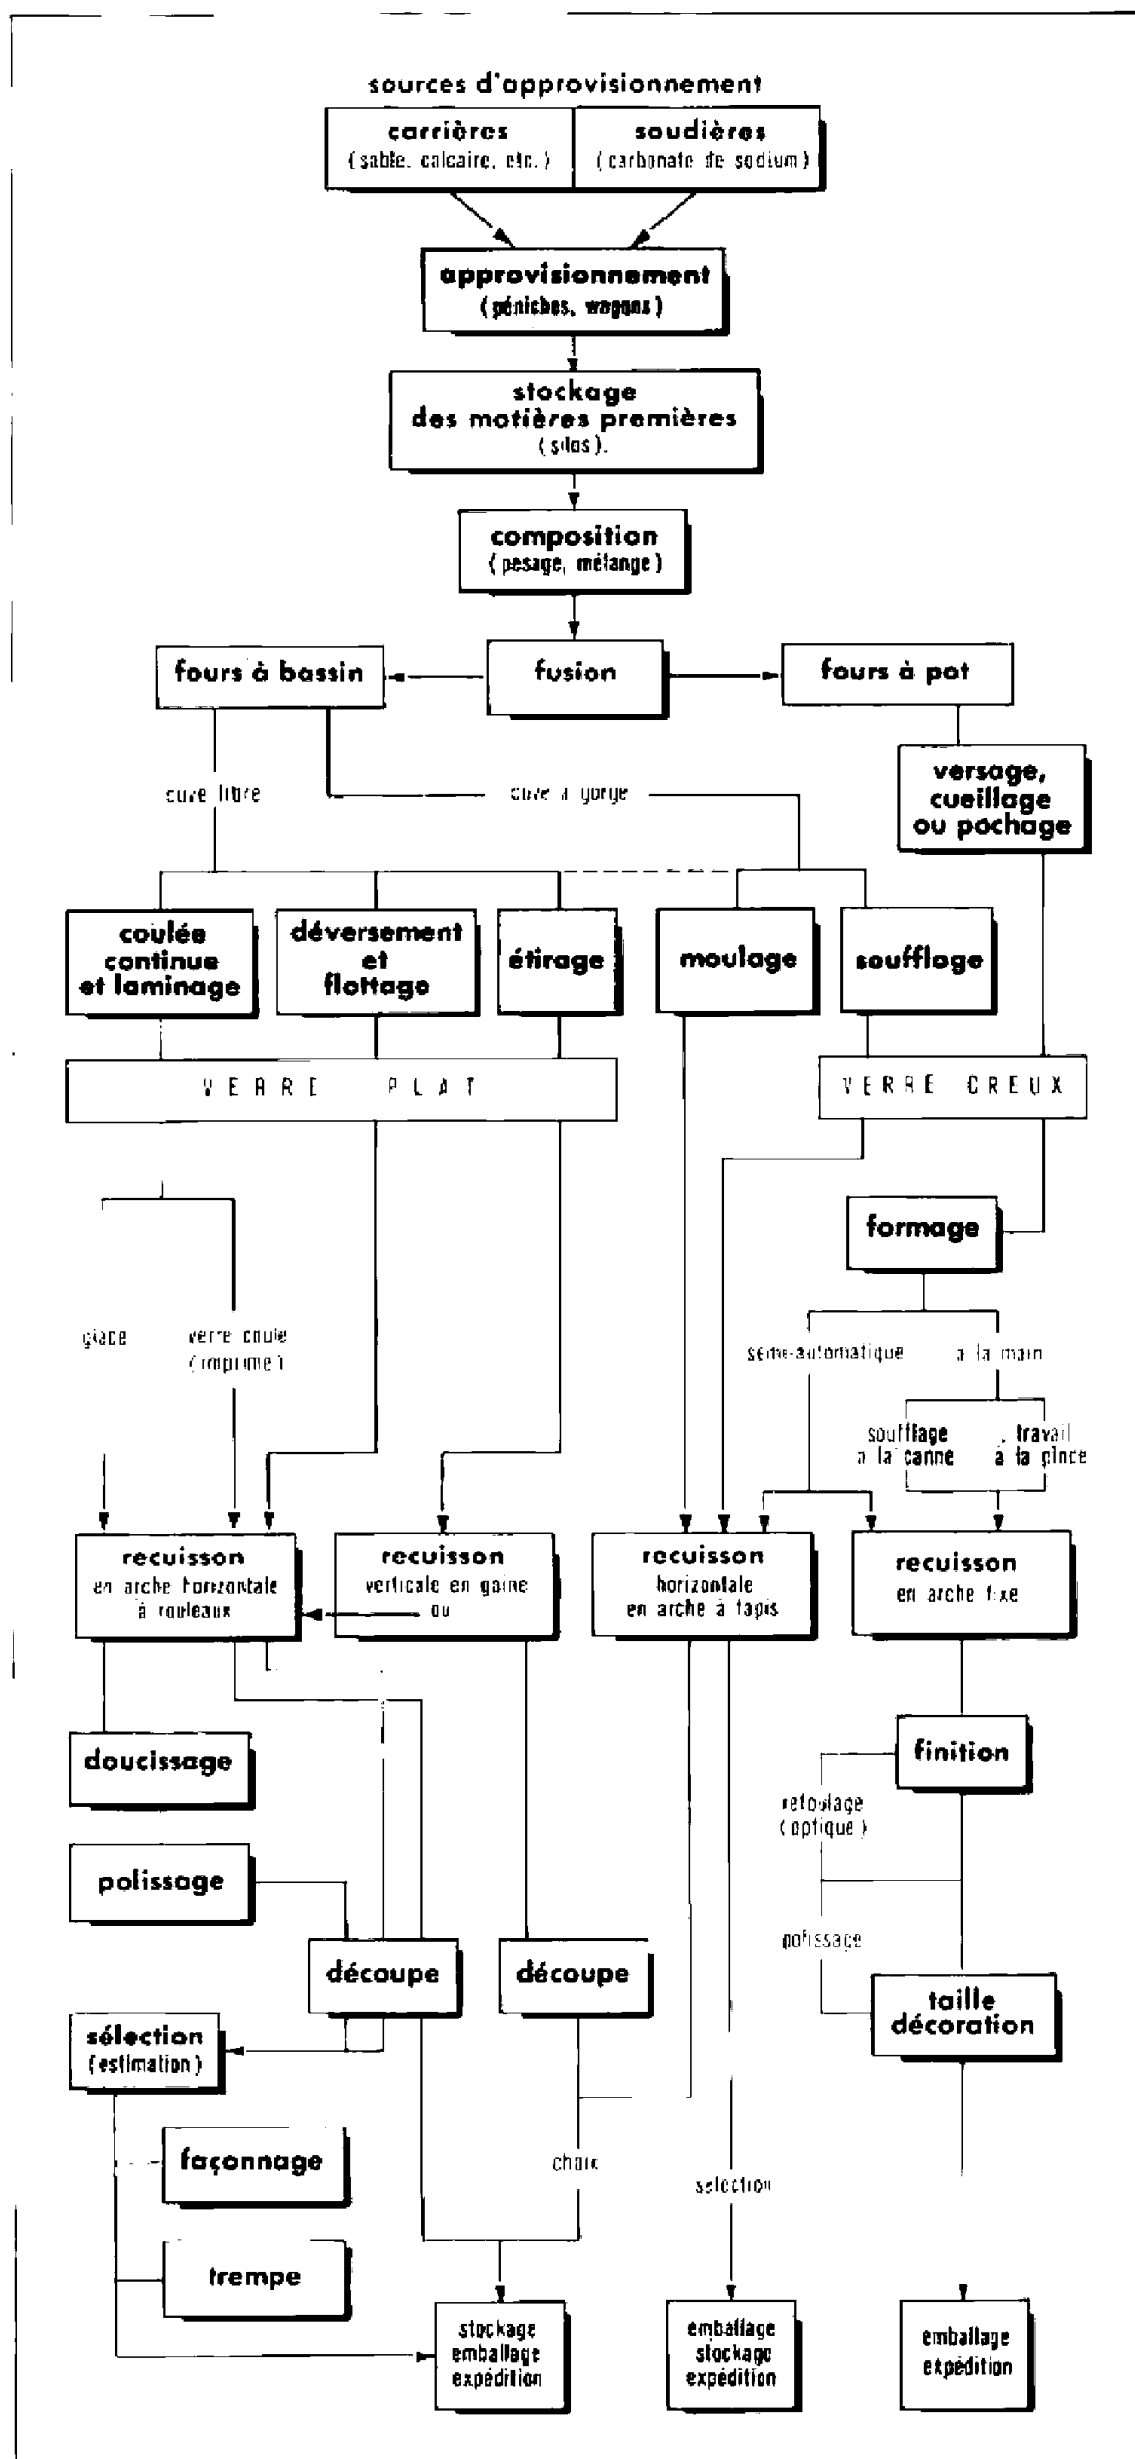 sources d'approvisionnement
carrières
(sable, calcaire, etc.)
soudières
(carbonate de sodium)
approvisionnement
(péniches, wagons)
stockage
des matières premières
(silos).
composition
(pesage, mélange)
fours à bassin
fusion
fours à pot
versage,
cueillage
ou pochage
cuve libre
cuve a gorge
coulée
continue
et laminage
déversement
et
flottage
étirage
moulage
soufflage
VERRE PLAT
VERRE CREUX
formage
glace
verre coule
(imprime)
semi-automatique
a la main
soufflage
a la canne
travail
à la pince
recuisson
en arche horizontale
à rouleaux
recuisson
verticale en gaine
ou
recuisson
horizontale
en arche à tapis
recuisson
en arche fixe
doucissage
finition
polissage
(optique)
polissage
découpe
découpe
taille
décoration
sélection
(estimation)
façonnage
choix
selection
trempe
stockage
emballage
expédition
emballage
stockage
expédition
emballage
expédition